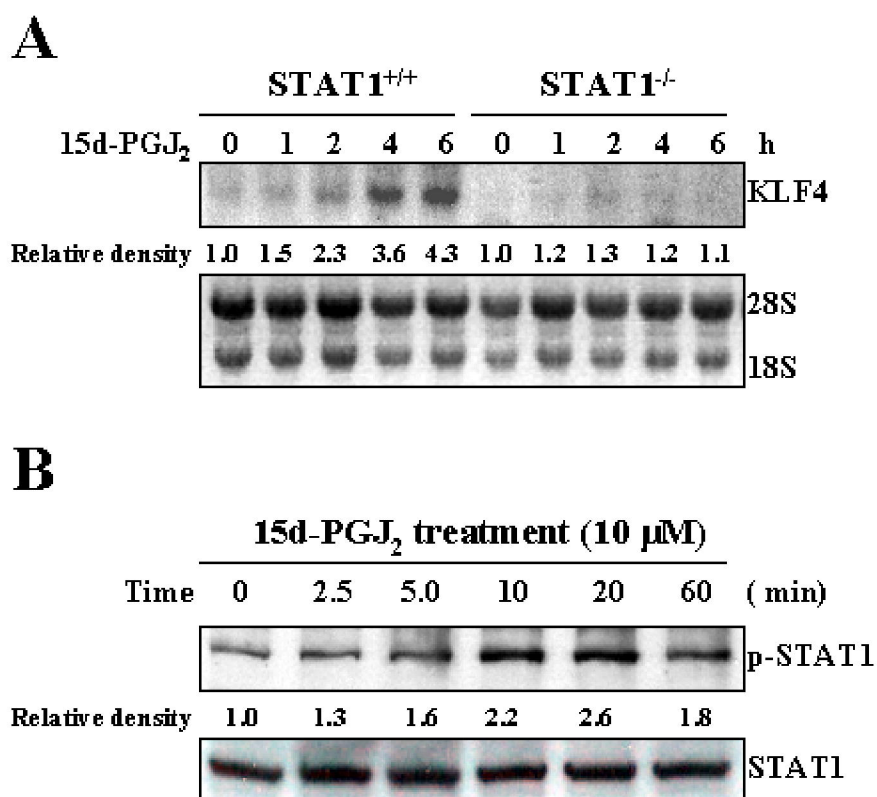 A
STAT1+/+ STAT1-/-
15d-PGJ2 0 1 2 4 6 0 1 2 4 6 h
KLF4
Relative density 1.0 1.5 2.3 3.6 4.3 1.0 1.2 1.3 1.2 1.1
28S
18S
B
15d-PGJ2 treatment (10 µM)
Time 0 2.5 5.0 10 20 60 ( min)
p-STAT1
Relative density 1.0 1.3 1.6 2.2 2.6 1.8
STAT1